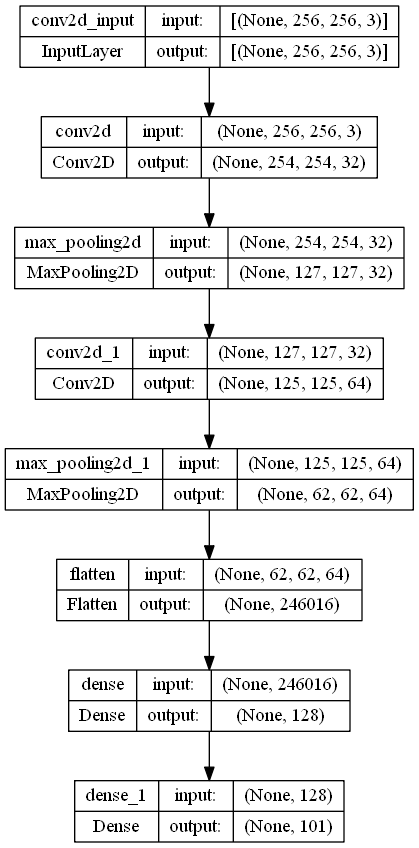 conv2d_input input: [(None, 256, 256, 3)]
InputLayer output: [(None, 256, 256, 3)]
conv2d input: (None, 256, 256, 3)
Conv2D output: (None, 254, 254, 32)
max_pooling2d input: (None, 254, 254, 32)
MaxPooling2D output: (None, 127, 127, 32)
conv2d_1 input: (None, 127, 127, 32)
Conv2D output: (None, 125, 125, 64)
max_pooling2d_1 input: (None, 125, 125, 64)
MaxPooling2D output: (None, 62, 62, 64)
flatten input: (None, 62, 62, 64)
Flatten output: (None, 246016)
dense input: (None, 246016)
Dense output: (None, 128)
dense_1 input: (None, 128)
Dense output: (None, 101)